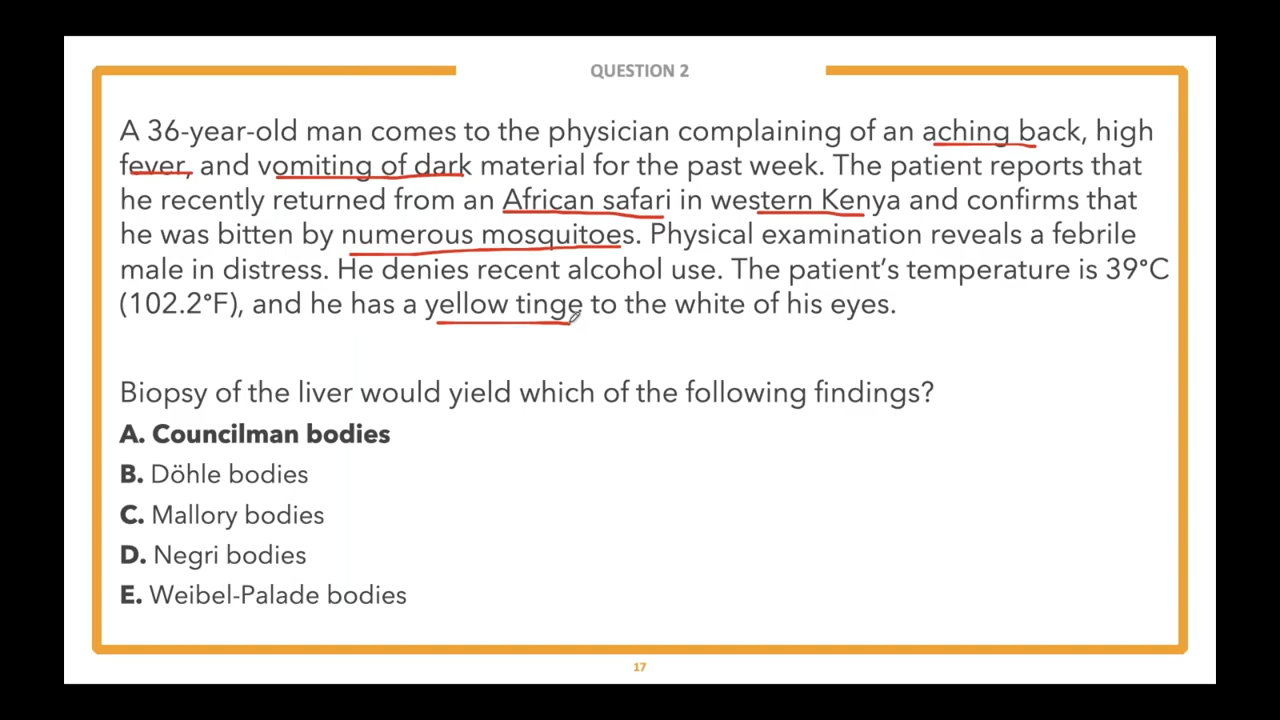 QUESTION 2
A 36-year-old man comes to the physician complaining of an aching back, high
fever, and vomiting of dark material for the past week. The patient reports that
he recently returned from an African safari in western Kenya and confirms that
he was bitten by numerous mosquitoes. Physical examination reveals a febrile
male in distress. He denies recent alcohol use. The patient's temperature is 39°C
(102.2°F), and he has a yellow tinge to the white of his eyes.
Biopsy of the liver would yield which of the following findings?
A. Councilman bodies
B. Döhle bodies
C. Mallory bodies
D. Negri bodies
E. Weibel-Palade bodies
17